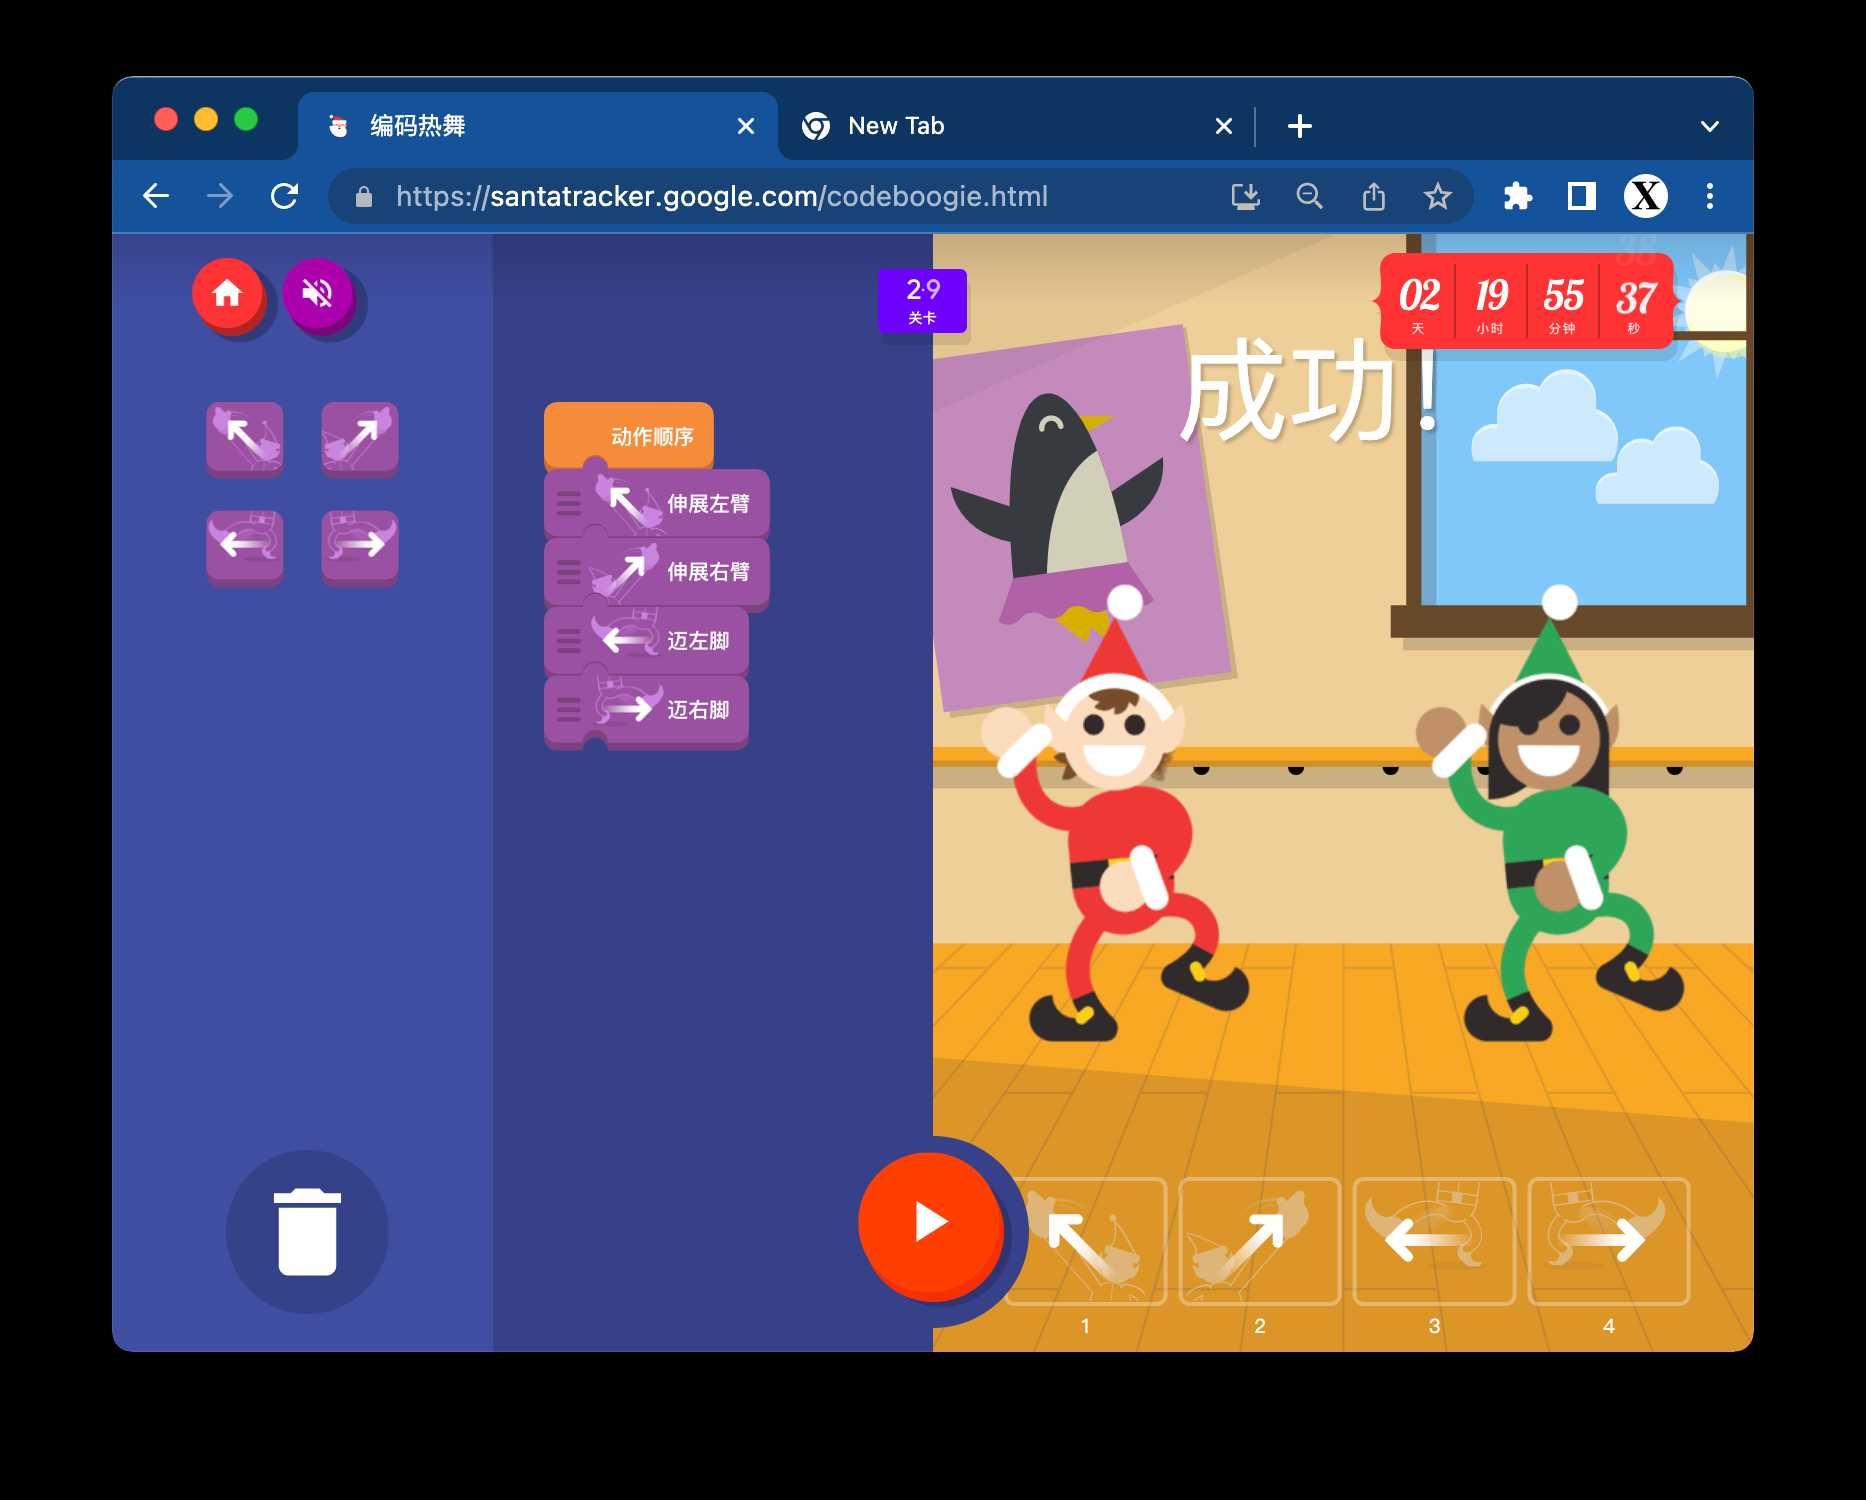 编码热舞
New Tab
https://santatracker.google.com/codeboogie.html
X
2·9
关卡
38
02 19 55 37
天 小时 分钟 秒
成功!
动作顺序
伸展左臂
伸展右臂
迈左脚
迈右脚
1 2 3 4